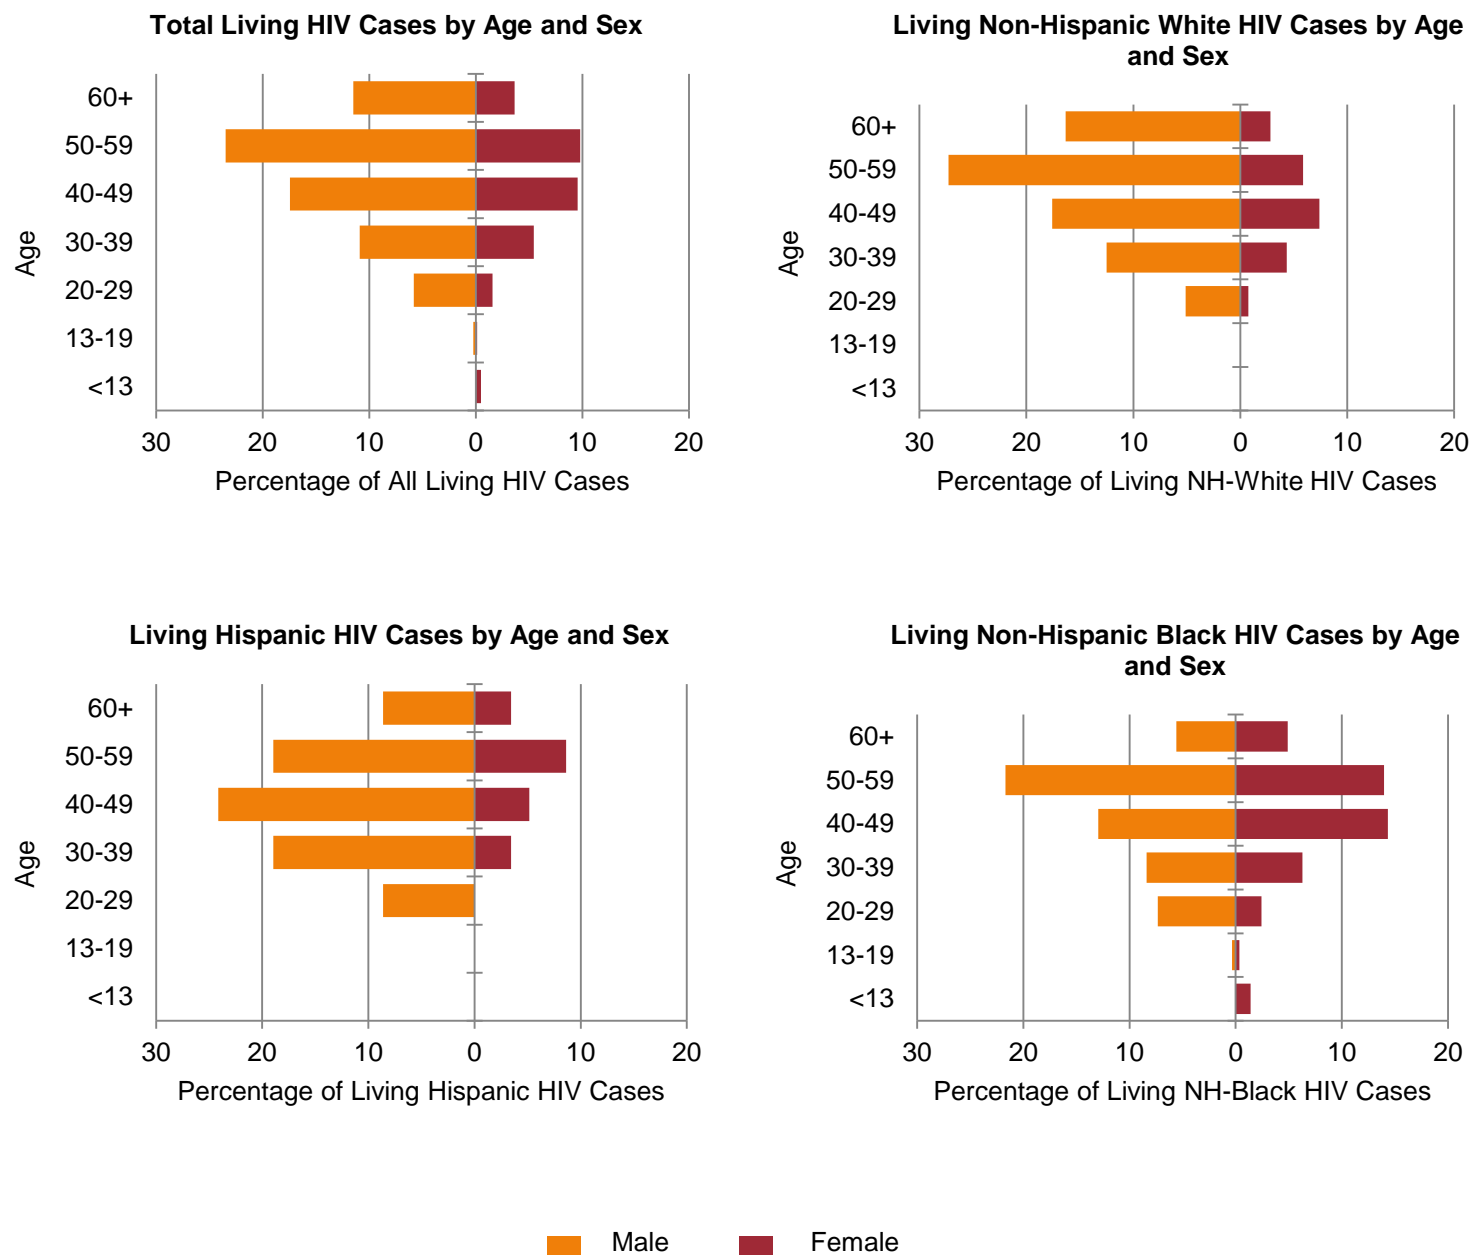 Total Living HIV Cases by Age and Sex
60+
50-59
40-49
30-39
20-29
13-19
<13
Age
30 20 10 0 10 20
Percentage of All Living HIV Cases
Living Non-Hispanic White HIV Cases by Age
and Sex
60+
50-59
40-49
30-39
20-29
13-19
<13
Age
30 20 10 0 10 20
Percentage of Living NH-White HIV Cases
Living Hispanic HIV Cases by Age and Sex
60+
50-59
40-49
30-39
20-29
13-19
<13
Age
30 20 10 0 10 20
Percentage of Living Hispanic HIV Cases
Living Non-Hispanic Black HIV Cases by Age
and Sex
60+
50-59
40-49
30-39
20-29
13-19
<13
Age
30 20 10 0 10 20
Percentage of Living NH-Black HIV Cases
Male Female